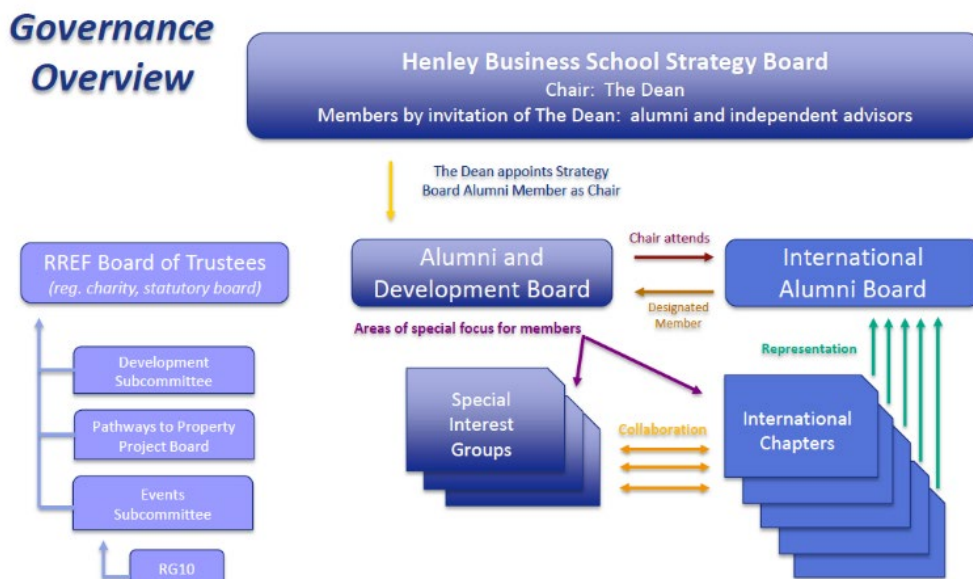 Governance
Overview
Henley Business School Strategy Board
Chair: The Dean
Members by invitation of The Dean: alumni and independent advisors
The Dean appoints Strategy
Board Alumni Member as Chair
RREF Board of Trustees
(reg. charity, statutory board)
Alumni and
Development Board
Chair attends
Designated
Member
International
Alumni Board
Areas of special focus for members
Representation
Development
Subcommittee
Pathways to Property
Project Board
Events
Subcommittee
RG10
Special
Interest
Groups
Collaboration
International
Chapters